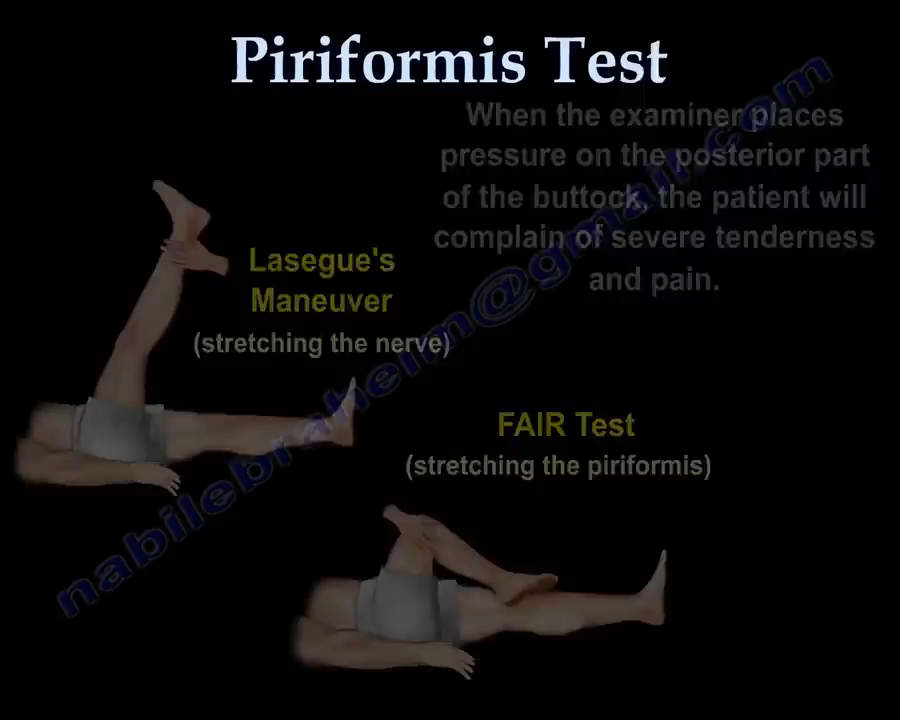 Piriformis Test
When the examiner places
pressure on the posterior part
of the buttock, the patient will
complain of severe tenderness
and pain.
Lasegue's
Maneuver
(stretching the nerve)
FAIR Test
(stretching the piriformis)
nabilebraheim@gmail.com